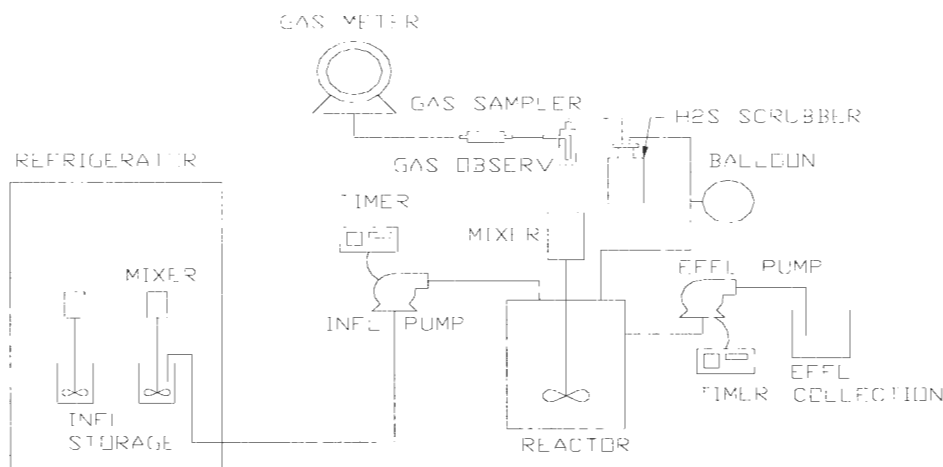 GAS METER
GAS SAMPLER
H2S SCRUBBER
GAS OBSERV
REFRIGERATOR
BALLOON
TIMER
MIXER
MIXER
EFFL PUMP
INFL PUMP
INFL
STORAGE
TIMER
EFFL
COLLECTION
REACTOR